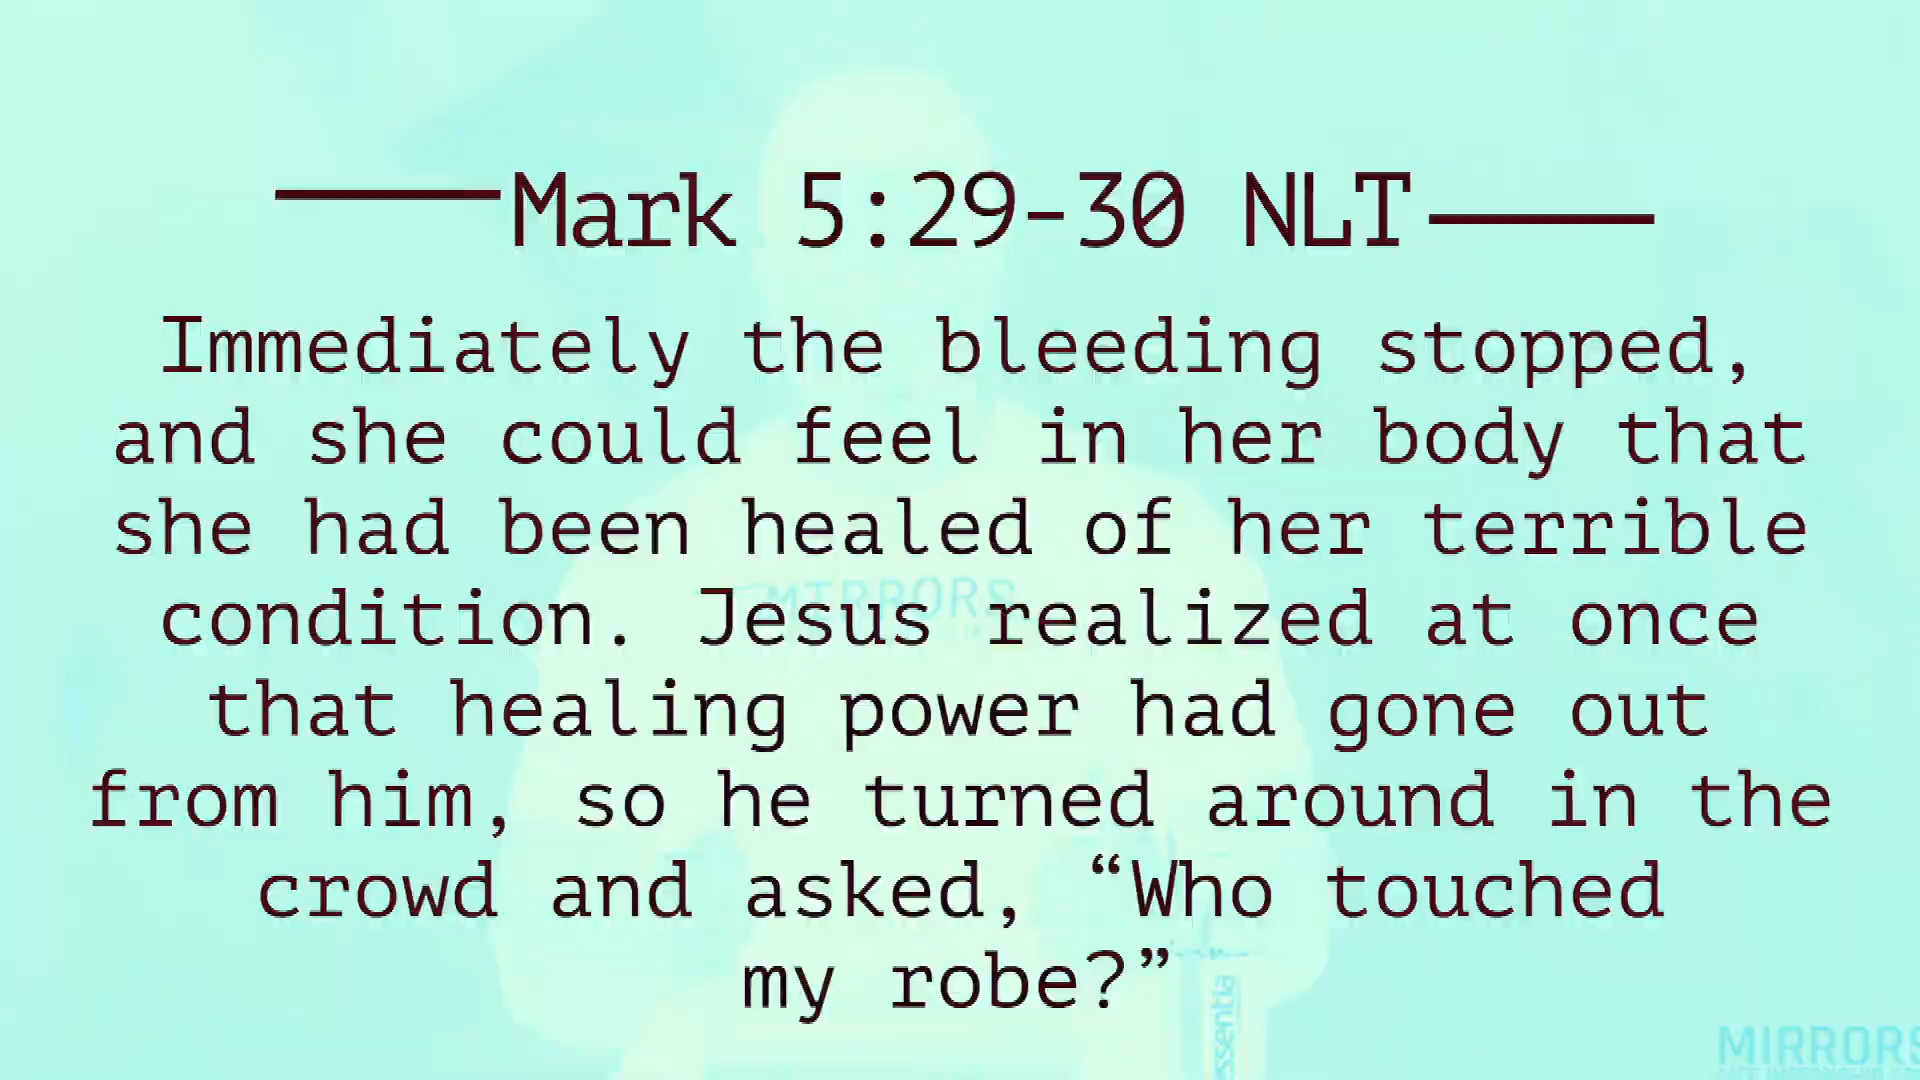 Mark 5:29-30 NLT
Immediately the bleeding stopped,
and she could feel in her body that
she had been healed of her terrible
condition. Jesus realized at once
that healing power had gone out
from him, so he turned around in the
crowd and asked, “Who touched
my robe?”
MIRRORS
essentia
MIRRORS